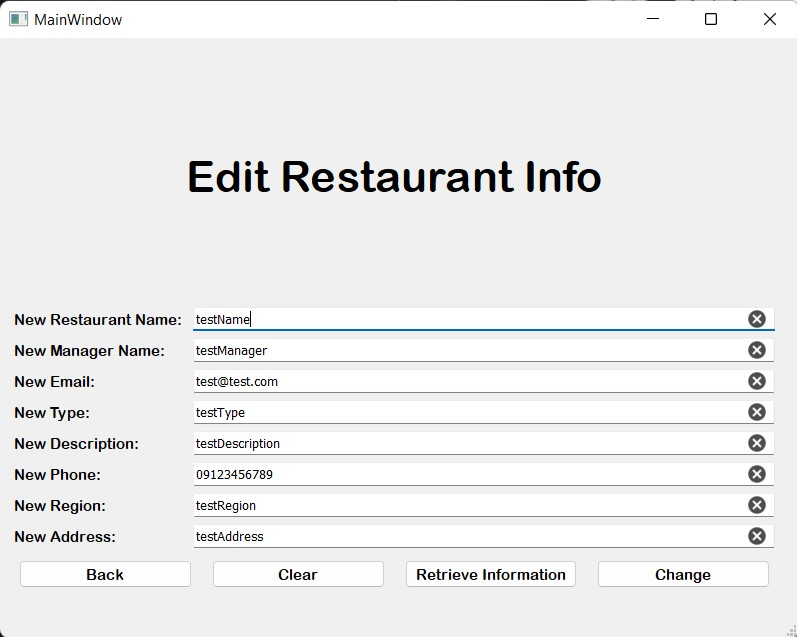 MainWindow
Edit Restaurant Info
New Restaurant Name: testName
New Manager Name: testManager
New Email: test@test.com
New Type: testType
New Description: testDescription
New Phone: 09123456789
New Region: testRegion
New Address: testAddress
Back Clear Retrieve Information Change